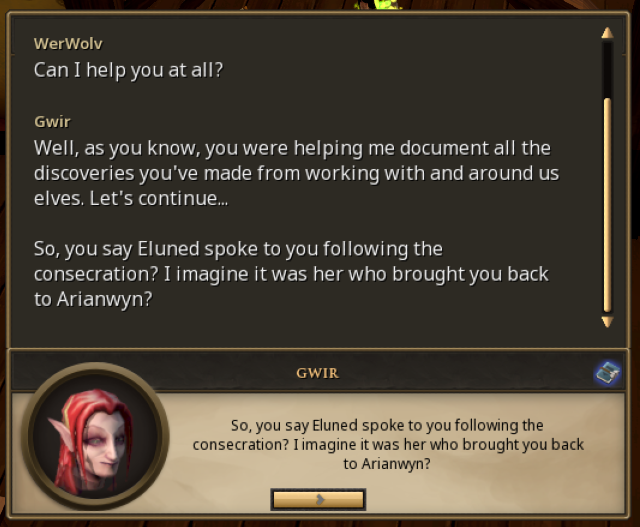 WerWolv
Can I help you at all?
Gwir
Well, as you know, you were helping me document all the
discoveries you've made from working with and around us
elves. Let's continue...
So, you say Eluned spoke to you following the
consecration? I imagine it was her who brought you back
to Arianwyn?
GWIR
So, you say Eluned spoke to you following the
consecration? I imagine it was her who brought you back
to Arianwyn?